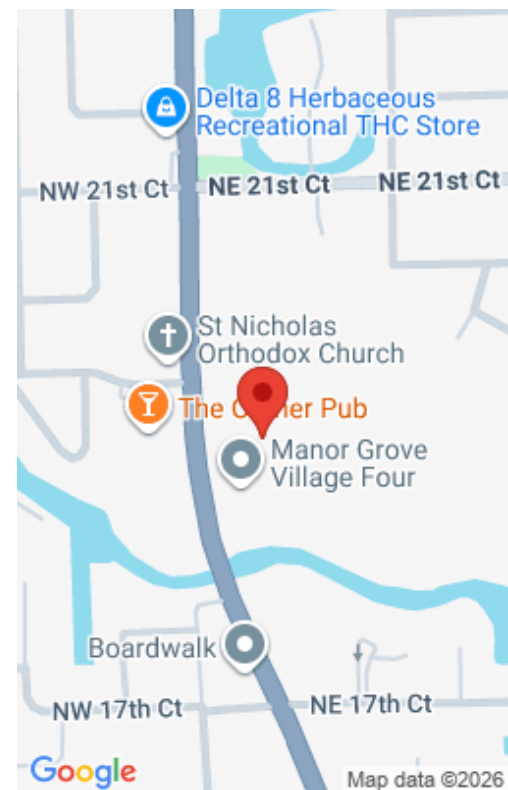 Delta 8 Herbaceous
Recreational THC Store
NW 21st Ct
NE 21st Ct
NE 21st Ct
St Nicholas
Orthodox Church
The Corner Pub
Manor Grove
Village Four
Boardwalk
NW 17th Ct
NE 17th Ct
Google
Map data ©2026